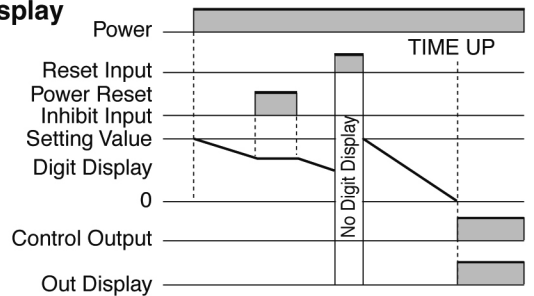 splay
Power
TIME UP
Reset Input
Power Reset
Inhibit Input
Setting Value
Digit Display
No Digit Display
0
Control Output
Out Display